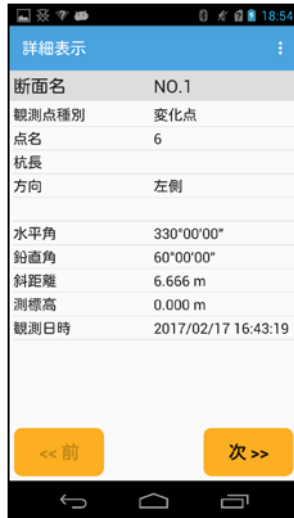 18:54
詳細表示
断面名 NO.1
観測点種別 変化点
点名 6
杭長
方向 左側
水平角 330°00'00"
鉛直角 60°00'00"
斜距離 6.666 m
測標高 0.000 m
観測日時 2017/02/17 16:43:19
<< 前 次 >>